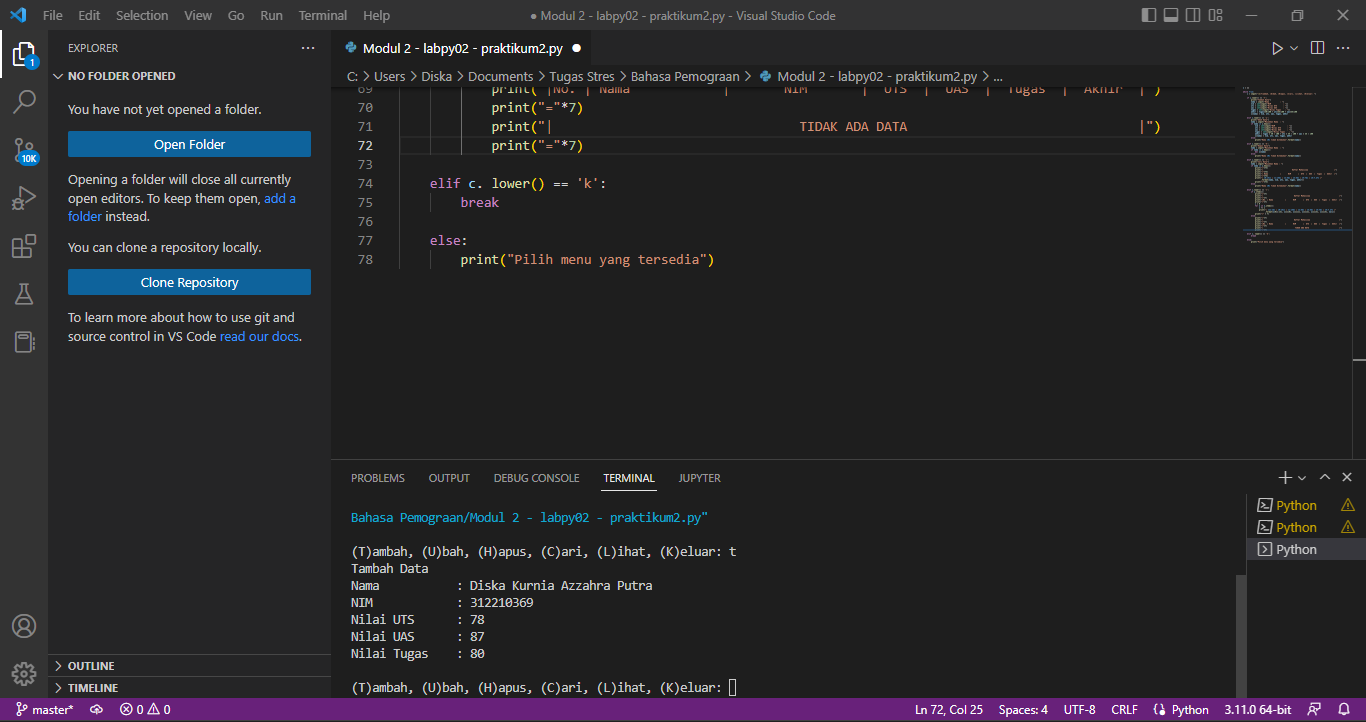 File Edit Selection View Go Run Terminal Help
● Modul 2 - labpy02 - praktikum2.py - Visual Studio Code
EXPLORER
NO FOLDER OPENED
You have not yet opened a folder.
Open Folder
Opening a folder will close all currently
open editors. To keep them open, add a
folder instead.
You can clone a repository locally.
Clone Repository
To learn more about how to use git and
source control in VS Code read our docs.
OUTLINE
TIMELINE
1
10K
Modul 2 - labpy02 - praktikum2.py ●
C: > Users > Diska > Documents > Tugas Stres > Bahasa Pemograan > Modul 2 - labpy02 - praktikum2.py > ...
69 print("|No. | Nama | NIM | UTS | UAS | Tugas | Akhir |")
70 print("="*7)
71 print("| TIDAK ADA DATA |")
72 print("="*7)
73
74 elif c. lower() == 'k':
75 break
76
77 else:
78 print("Pilih menu yang tersedia")
PROBLEMS OUTPUT DEBUG CONSOLE TERMINAL JUPYTER
Bahasa Pemograan/Modul 2 - labpy02 - praktikum2.py"
(T)ambah, (U)bah, (H)apus, (C)ari, (L)ihat, (K)eluar: t
Tambah Data
Nama : Diska Kurnia Azzahra Putra
NIM : 312210369
Nilai UTS : 78
Nilai UAS : 87
Nilai Tugas : 80
(T)ambah, (U)bah, (H)apus, (C)ari, (L)ihat, (K)eluar:
Python
Python
Python
master* 0 0 Ln 72, Col 25 Spaces: 4 UTF-8 CRLF Python 3.11.0 64-bit